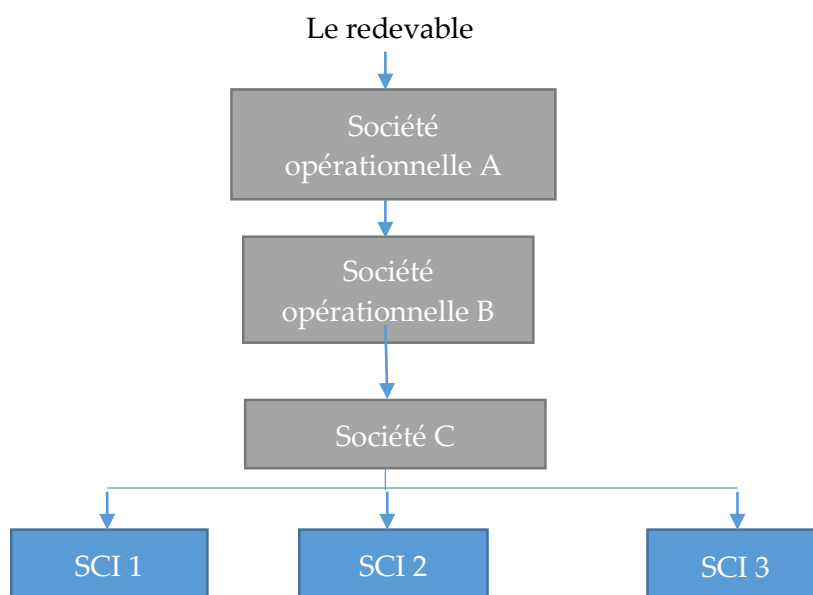 Le redevable
Société
opérationnelle A
Société
opérationnelle B
Société C
SCI 1
SCI 2
SCI 3